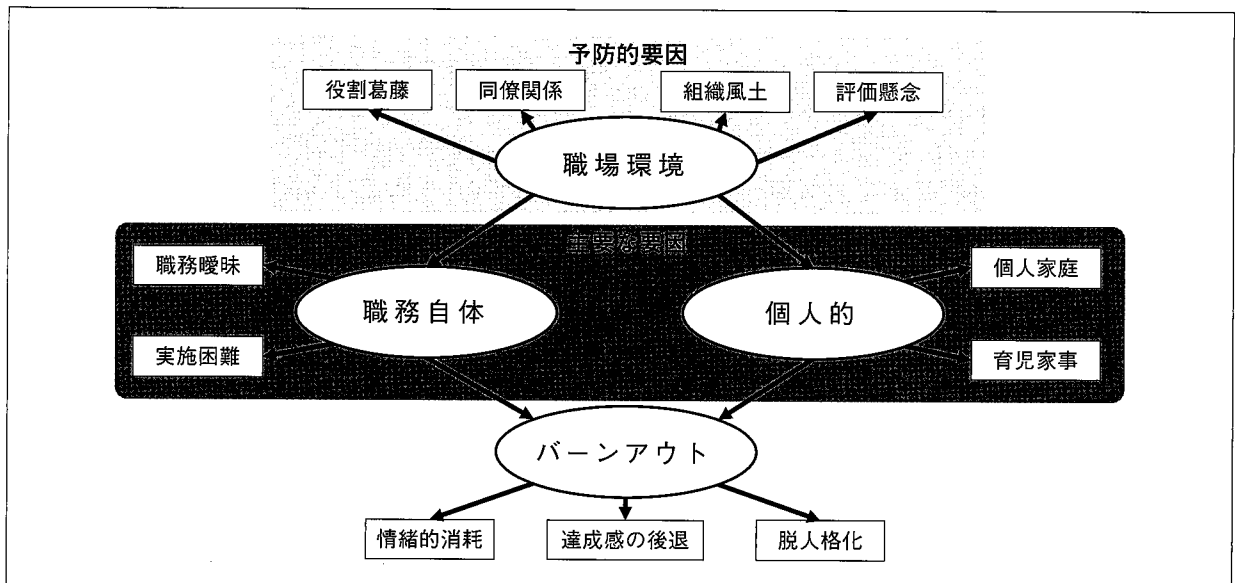 予防的要因
役割葛藤
同僚関係
組織風土
評価懸念
職場環境
主要な要因
職務曖昧
個人家庭
職務自体
個人的
実施困難
育児家事
バーンアウト
情緒的消耗
達成感の後退
脱人格化